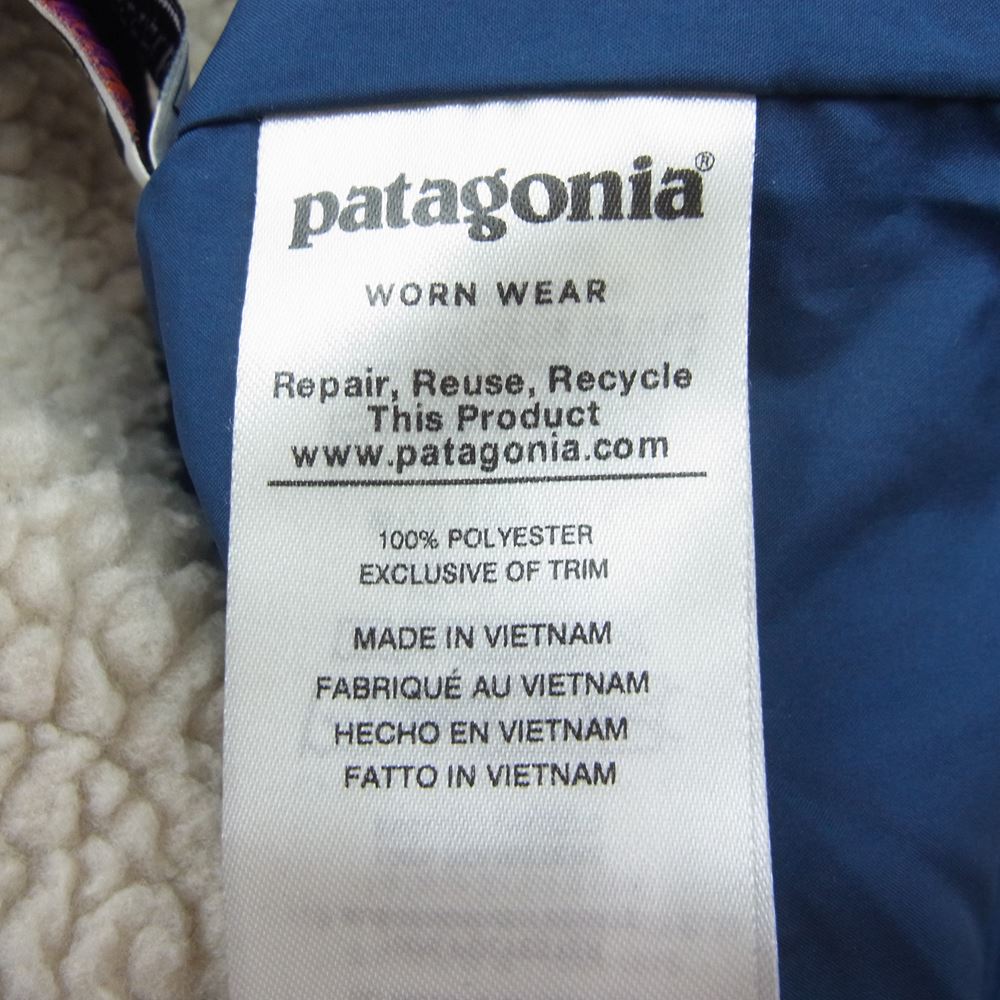 patagonia®
WORN WEAR
Repair, Reuse, Recycle
This Product
www.patagonia.com
100% POLYESTER
EXCLUSIVE OF TRIM
MADE IN VIETNAM
FABRIQUÉ AU VIETNAM
HECHO EN VIETNAM
FATTO IN VIETNAM